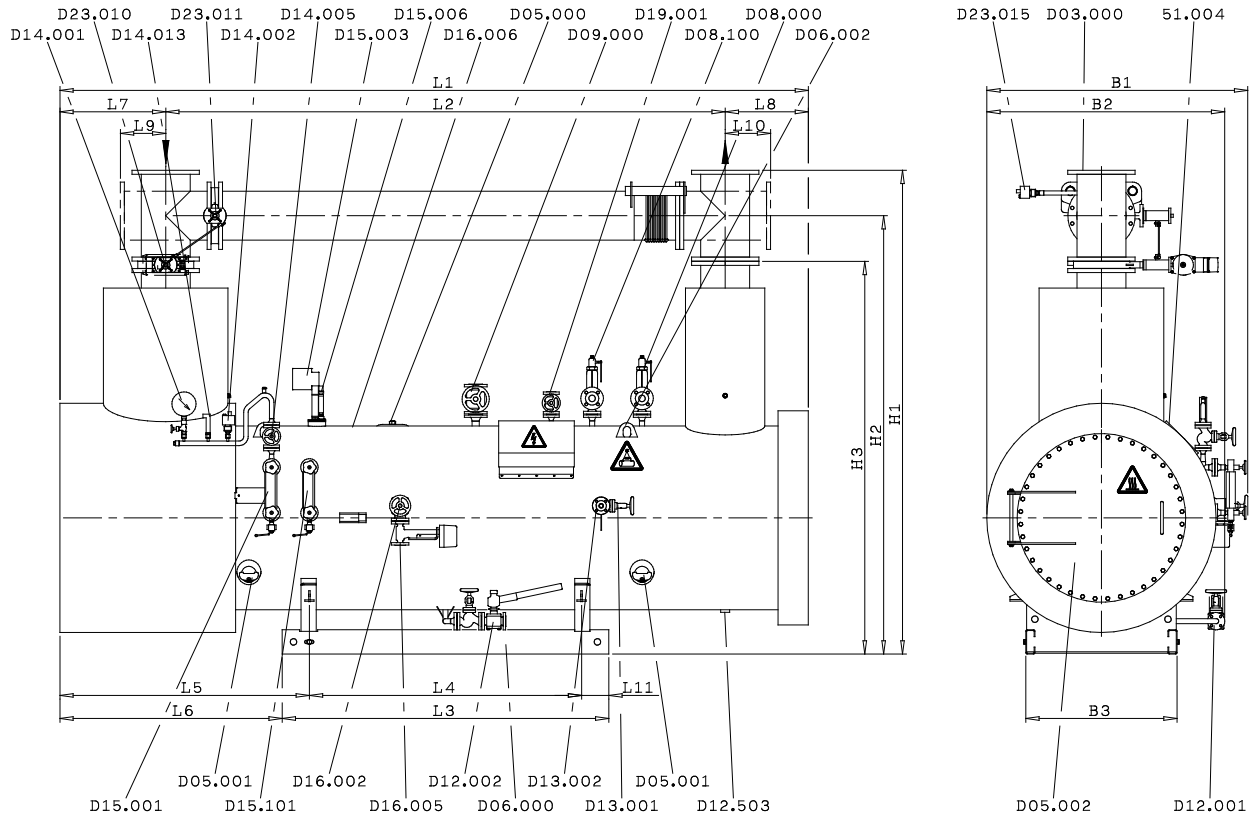 D23.010 D23.011 D14.005 D15.006 D05.000 D19.001 D08.000 D23.015 D03.000 51.004
D14.001 D14.013 D14.002 D15.003 D16.006 D09.000 D08.100 D06.002
L1 B1
L7 L2 L8 B2
L9 L10
H1
H2
H3
L5 L4 L11
L6 L3 B3
D05.001 D16.002 D12.002 D13.002 D05.001
D15.001 D15.101 D16.005 D06.000 D13.001 D12.503 D05.002 D12.001